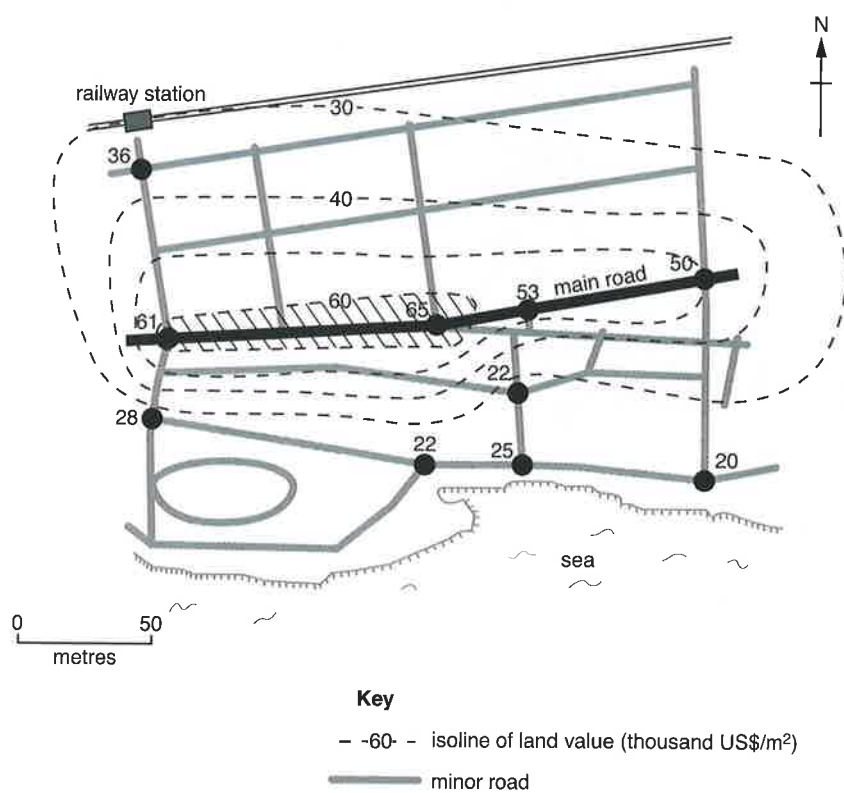 N
railway station
30
36
40
50
main road
53
60
65
61
22
28
22
25
20
sea
0 50
metres
Key
-60- isoline of land value (thousand US$/m²)
minor road